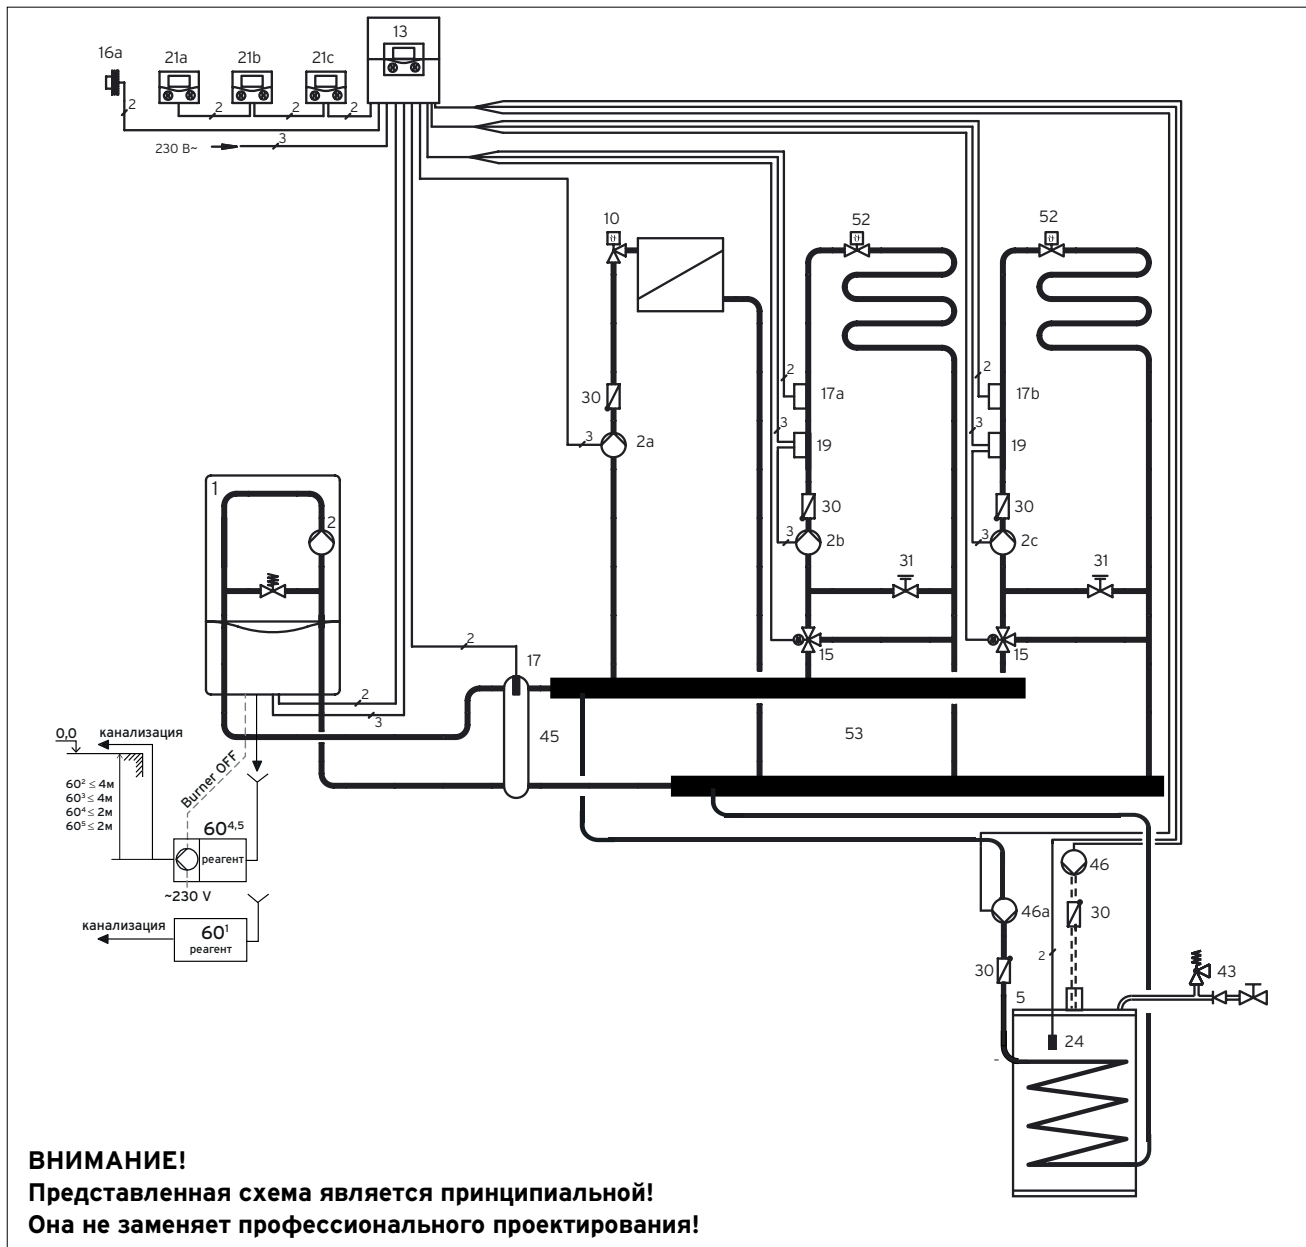 13
16a
21a
21b
21c
2
2
2
2
3
230 В~
10
52
52
2
2
30
17a
17b
3
3
3
2a
19
19
1
2
30
30
3
3
2b
2c
31
31
2
17
15
15
2
3
45
53
0,0
канализация
Burner OFF
60² ≤ 4м
60³ ≤ 4м
60⁴ ≤ 2м
60⁵ ≤ 2м
60⁴,⁵
реагент
~230 V
46
46a
30
канализация
60¹
реагент
2
30
43
5
24
ВНИМАНИЕ!
Представленная схема является принципиальной!
Она не заменяет профессионального проектирования!